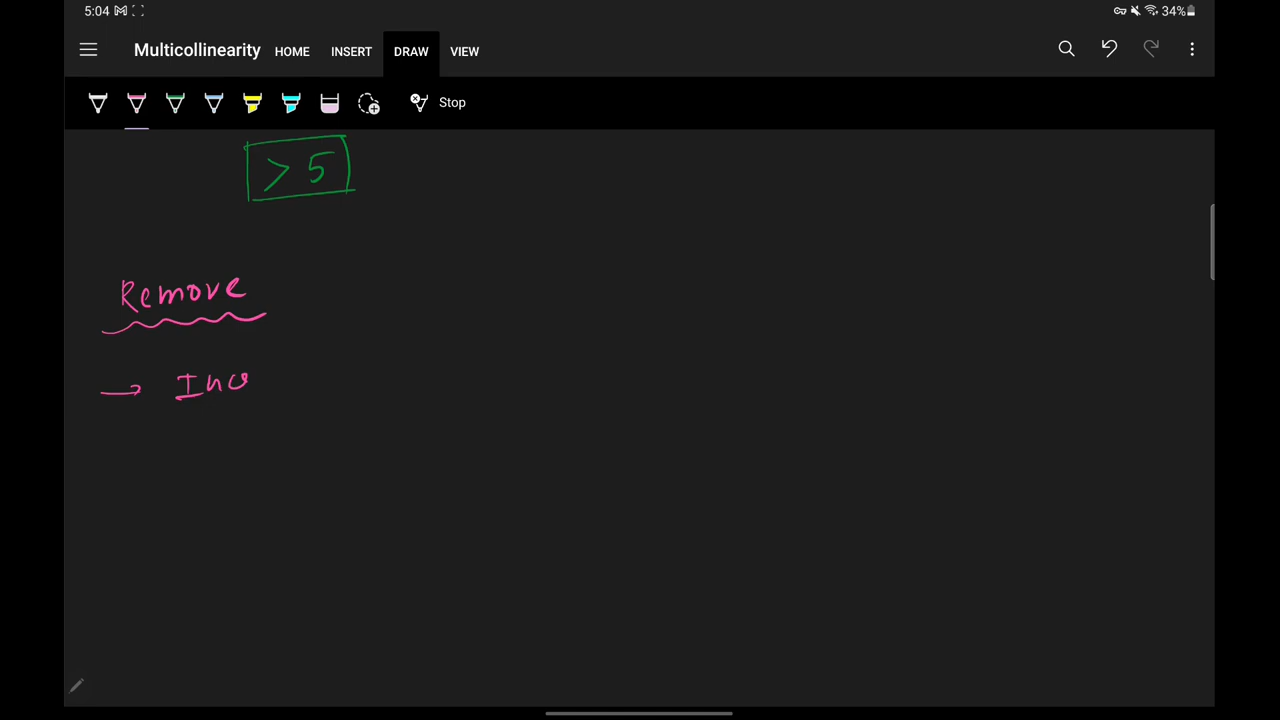 5:04 34%
Multicollinearity HOME INSERT DRAW VIEW
Stop
> 5
Remove
→ Inc